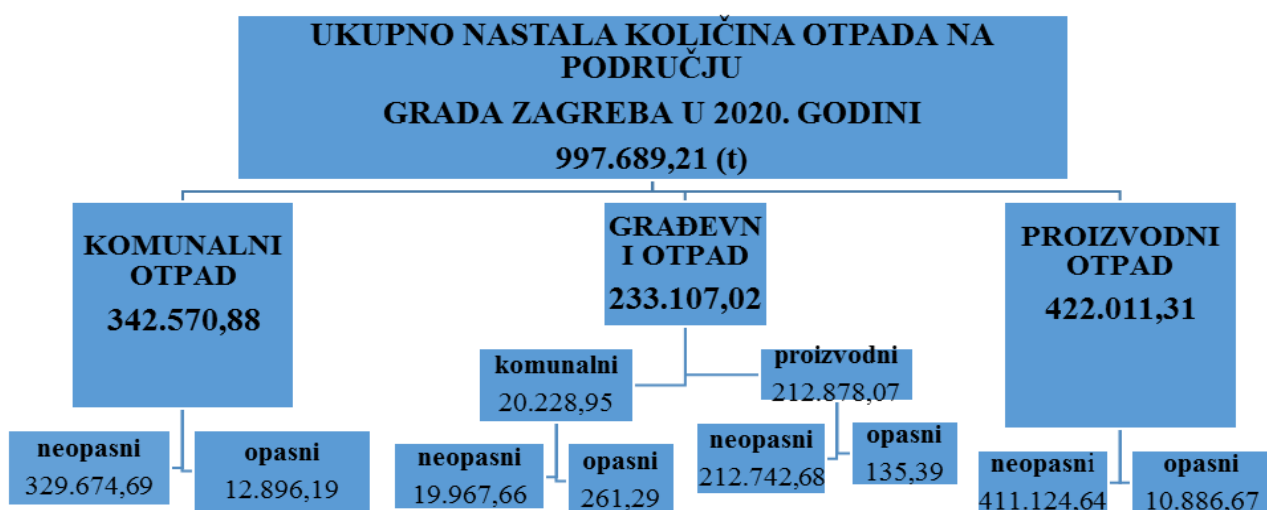 UKUPNO NASTALA KOLIČINA OTPADA NA
PODRUČJU
GRADA ZAGREBA U 2020. GODINI
997.689,21 (t)
KOMUNALNI
OTPAD
342.570,88
neopasni
329.674,69
opasni
12.896,19
GRAĐEVN
I OTPAD
233.107,02
komunalni
20.228,95
neopasni
19.967,66
opasni
261,29
proizvodni
212.878,07
neopasni
212.742,68
opasni
135,39
PROIZVODNI
OTPAD
422.011,31
neopasni
411.124,64
opasni
10.886,67